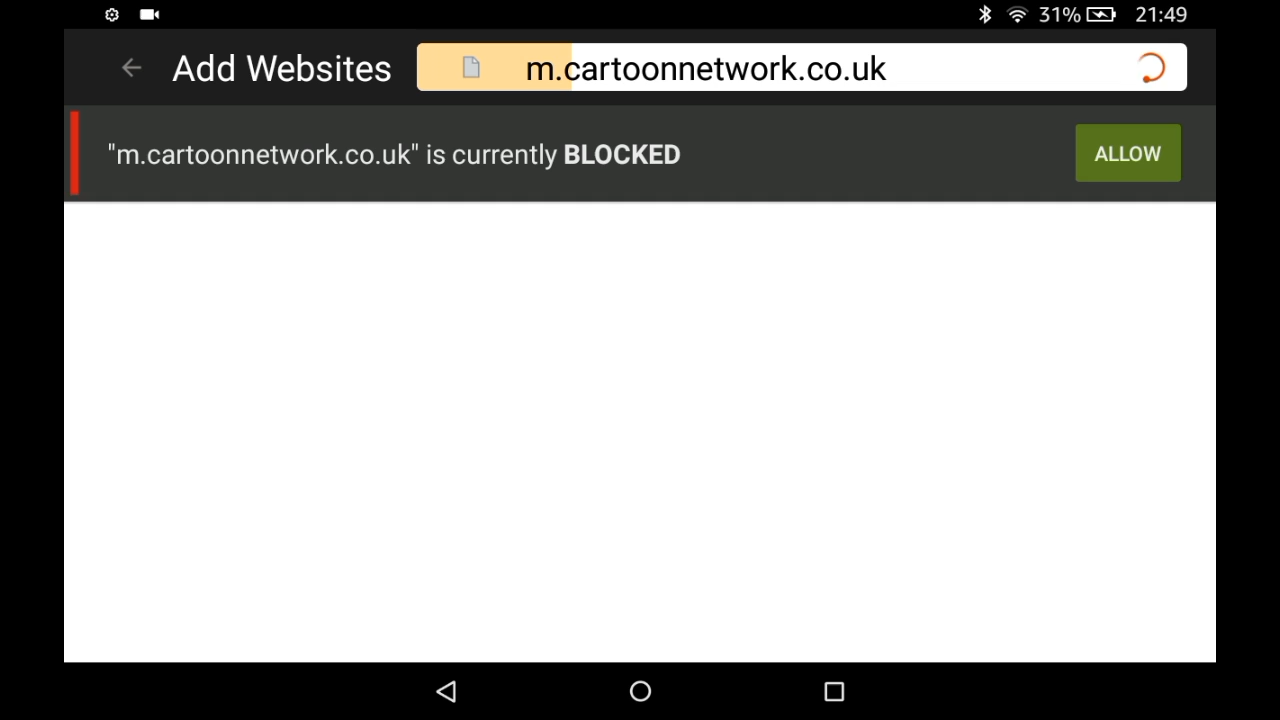 31% 21:49
Add Websites m.cartoonnetwork.co.uk
"m.cartoonnetwork.co.uk" is currently BLOCKED ALLOW